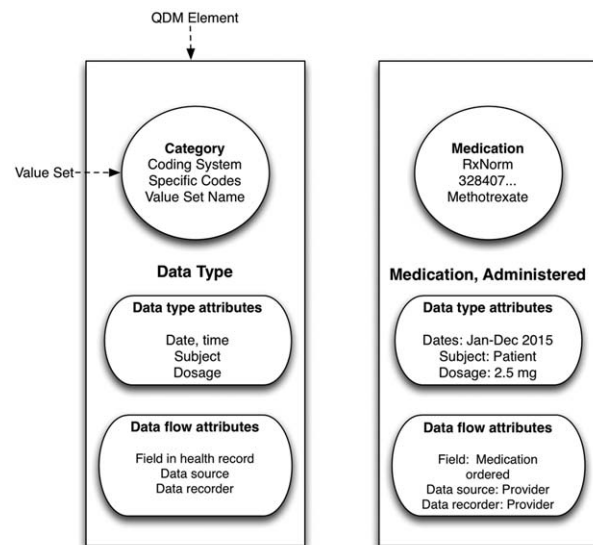 QDM Element
Value Set
Category
Coding System
Specific Codes
Value Set Name
Data Type
Data type attributes
Date, time
Subject
Dosage
Data flow attributes
Field in health record
Data source
Data recorder
Medication
RxNorm
328407...
Methotrexate
Medication, Administered
Data type attributes
Dates: Jan-Dec 2015
Subject: Patient
Dosage: 2.5 mg
Data flow attributes
Field: Medication
ordered
Data source: Provider
Data recorder: Provider